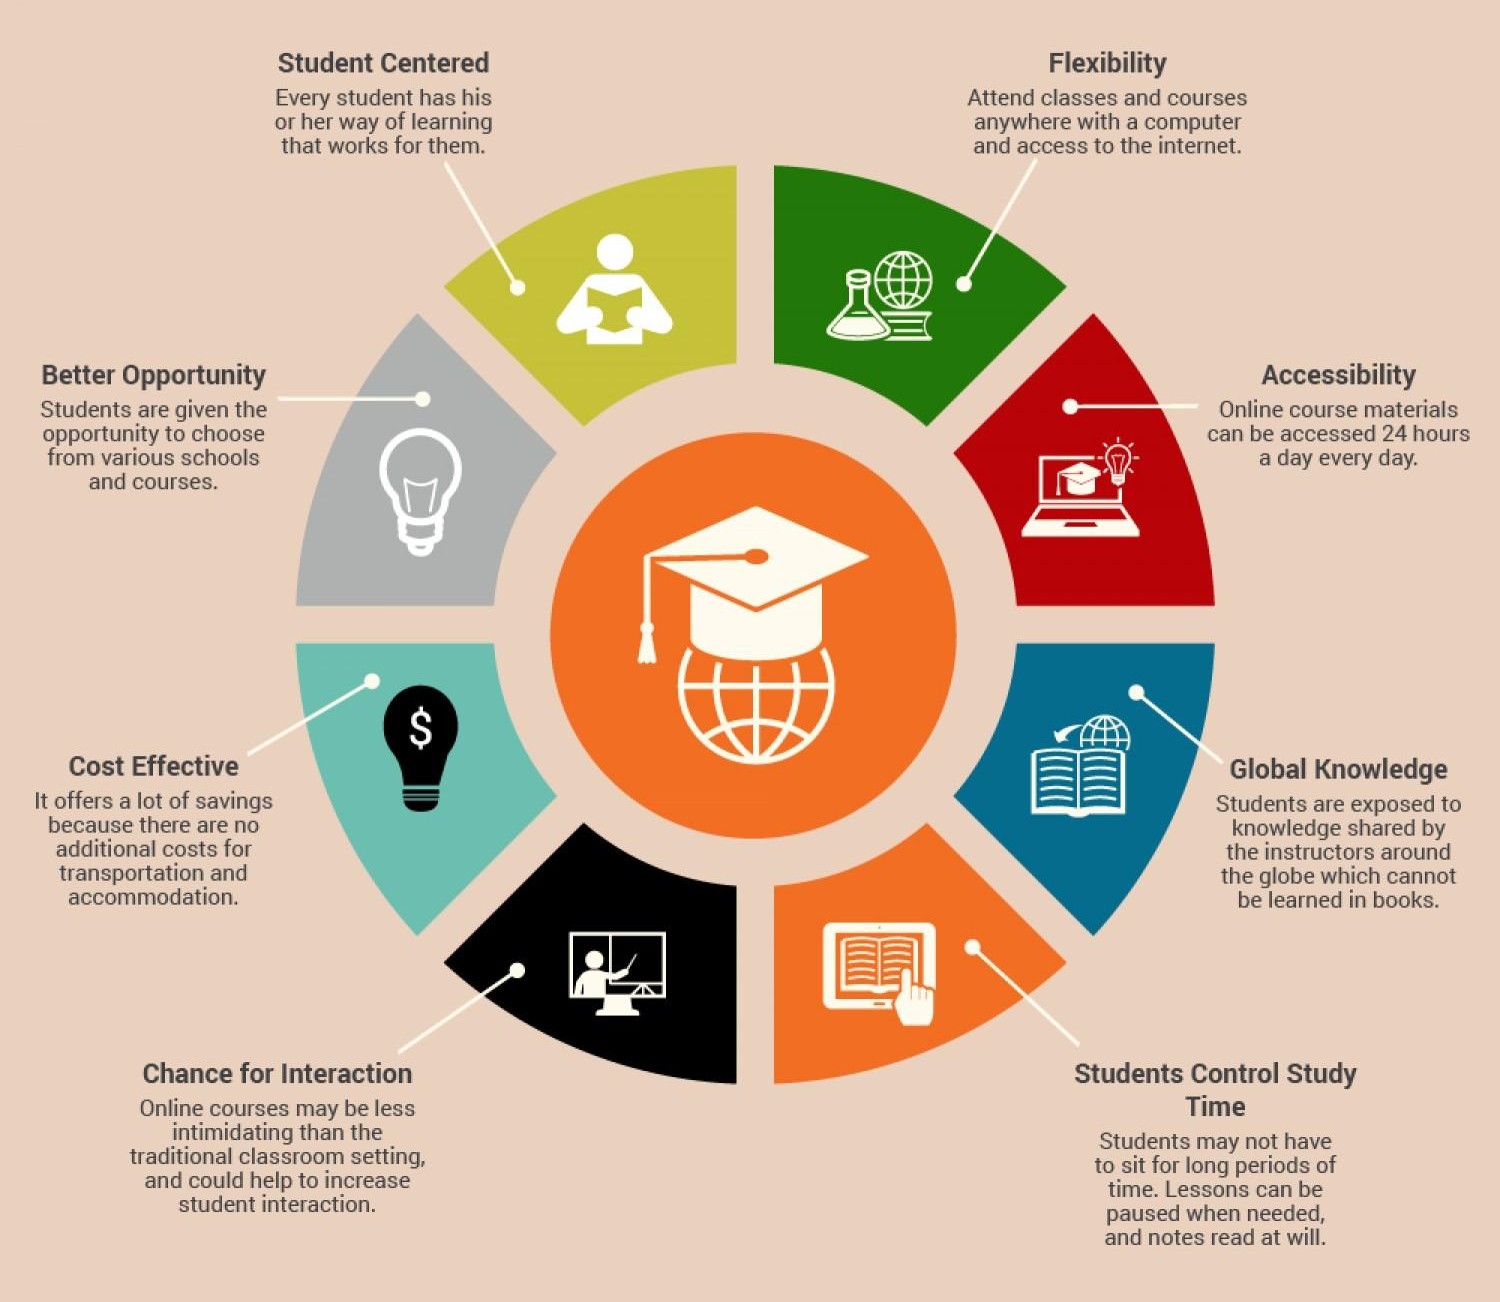 Student Centered
Every student has his
or her way of learning
that works for them.
Flexibility
Attend classes and courses
anywhere with a computer
and access to the internet.
Better Opportunity
Students are given the
opportunity to choose
from various schools
and courses.
Accessibility
Online course materials
can be accessed 24 hours
a day every day.
$
Cost Effective
It offers a lot of savings
because there are no
additional costs for
transportation and
accommodation.
Global Knowledge
Students are exposed to
knowledge shared by
the instructors around
the globe which cannot
be learned in books.
Chance for Interaction
Online courses may be less
intimidating than the
traditional classroom setting,
and could help to increase
student interaction.
Students Control Study
Time
Students may not have
to sit for long periods of
time. Lessons can be
paused when needed,
and notes read at will.